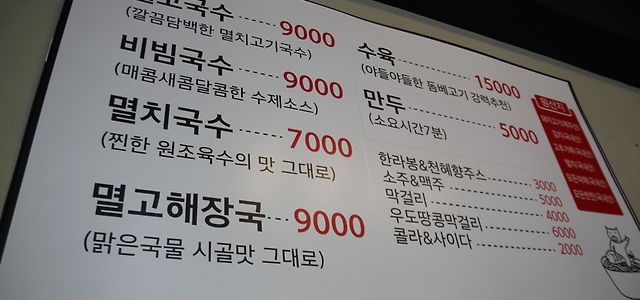 멸고국수 ------ 9000
(깔끔담백한 멸치고기국수)
비빔국수 ------ 9000
(매콤새콤달콤한 수제소스)
멸치국수 ------ 7000
(찐한 원조육수의 맛 그대로)
멸고해장국 --- 9000
(맑은국물 시골맛 그대로)
수육 ------------ 15000
(야들야들한 돔베고기 강력추천)
만두 ------------ 5000
(소요시간7분)
한라봉&천혜향주스 ------ 3000
소주&맥주 ------ 5000
막걸리 ------ 4000
우도땅콩막걸리 ------ 6000
콜라&사이다 ------ 2000
원산지